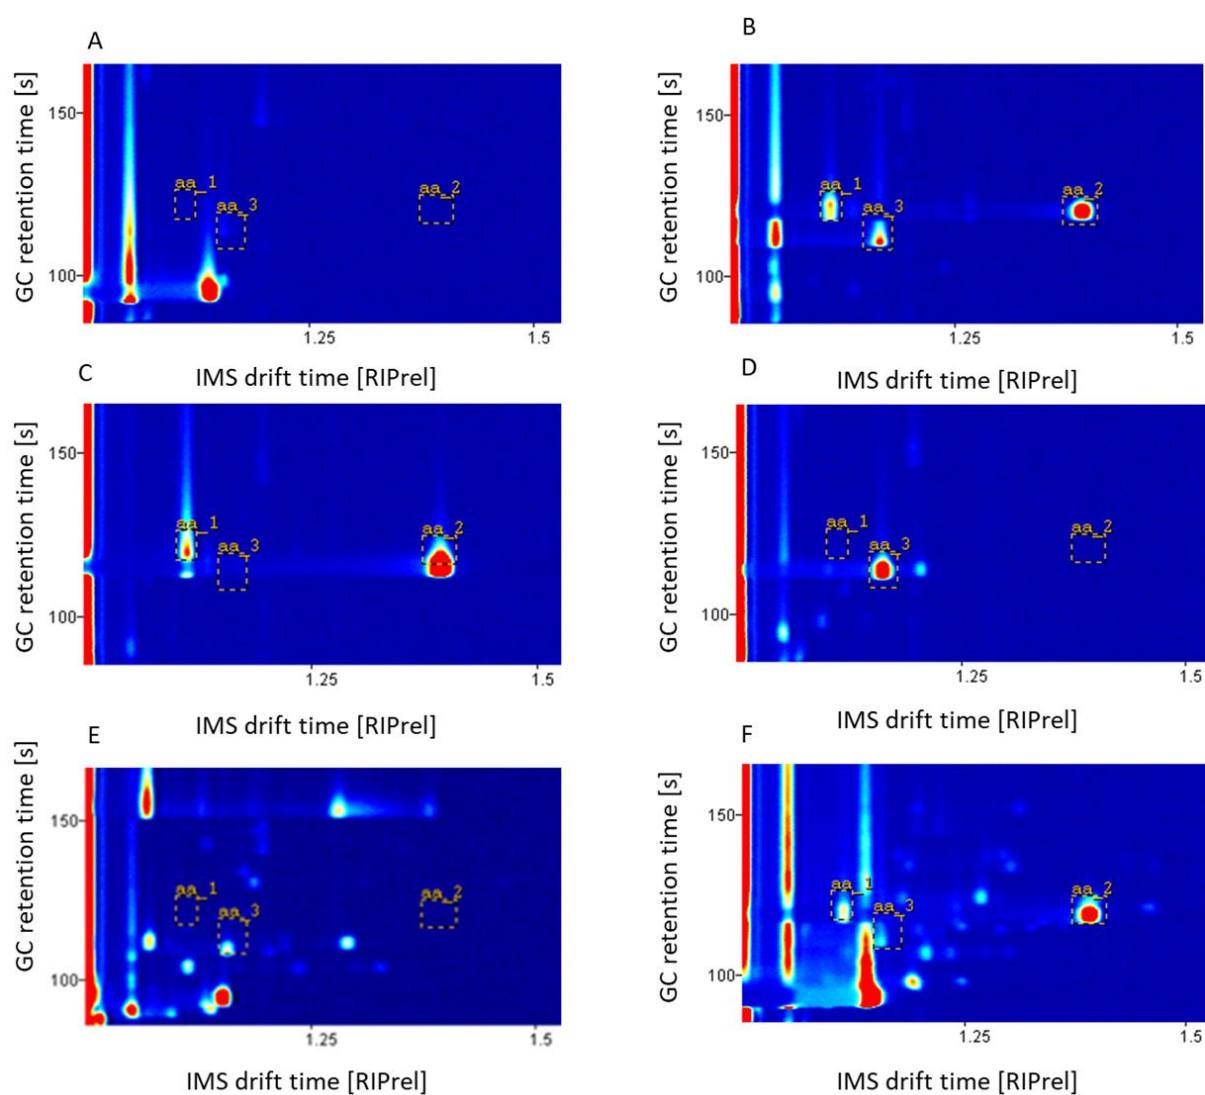 A
B
GC retention time [s]
150
100
aa_1
aa_2
aa_3
1.25
1.5
IMS drift time [RIPrel]
GC retention time [s]
150
100
aa_1
aa_2
aa_3
1.25
1.5
IMS drift time [RIPrel]
C
D
GC retention time [s]
150
100
aa_1
aa_2
aa_3
1.25
1.5
IMS drift time [RIPrel]
GC retention time [s]
150
100
aa_1
aa_2
aa_3
1.25
1.5
IMS drift time [RIPrel]
E
F
GC retention time [s]
150
100
aa_1
aa_2
aa_3
1.25
1.5
IMS drift time [RIPrel]
GC retention time [s]
150
100
aa_1
aa_2
aa_3
1.25
1.5
IMS drift time [RIPrel]